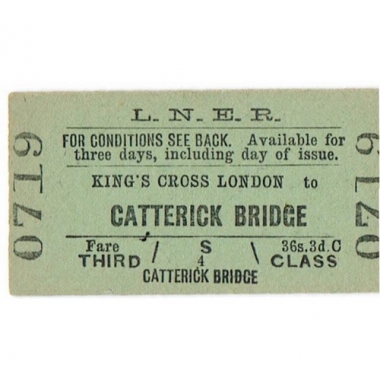 L. N. E. R.
FOR CONDITIONS SEE BACK. Available for
three days, including day of issue.
KING'S CROSS LONDON to
CATTERICK BRIDGE
Fare / S \ 36s.3d.C
THIRD 4 CLASS
CATTERICK BRIDGE
0719
0719